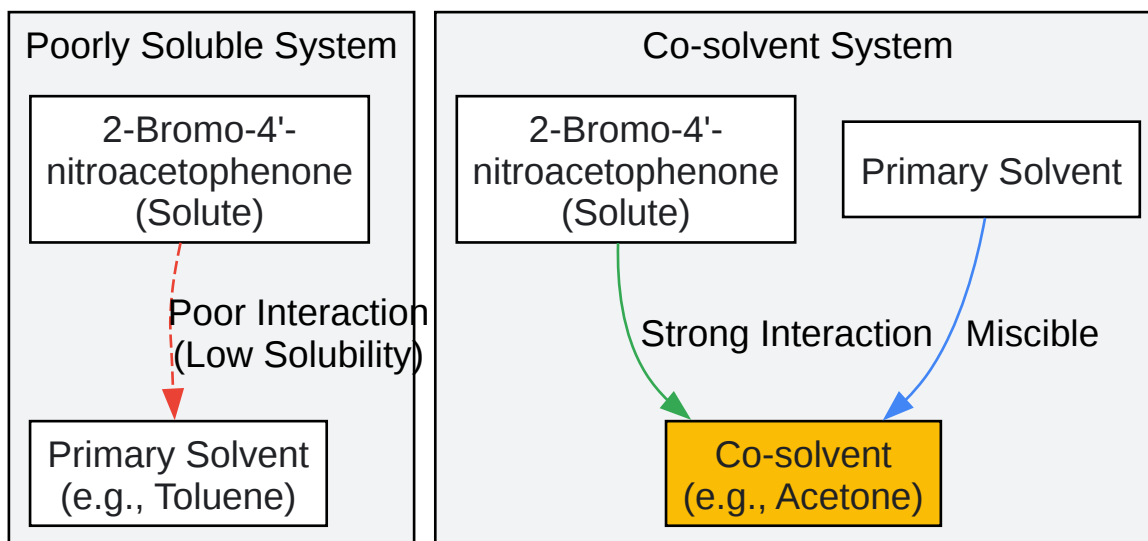 Poorly Soluble System
2-Bromo-4'-
nitroacetophenone
(Solute)
Poor Interaction
(Low Solubility)
Primary Solvent
(e.g., Toluene)
Co-solvent System
2-Bromo-4'-
nitroacetophenone
(Solute)
Primary Solvent
Strong Interaction
Miscible
Co-solvent
(e.g., Acetone)